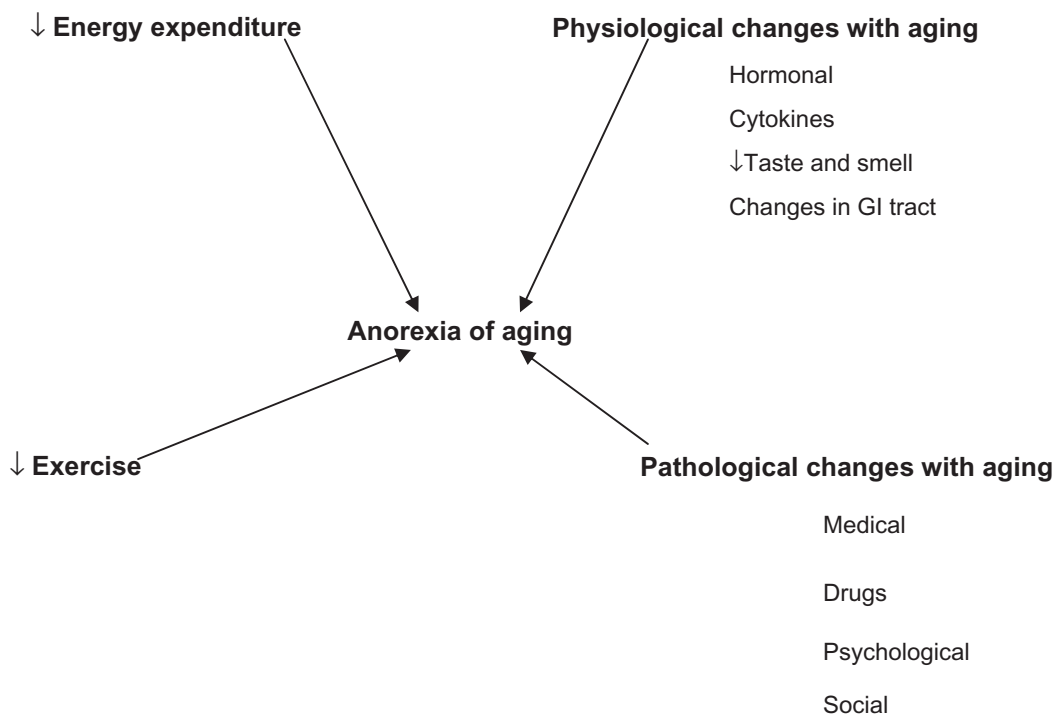 ↓ Energy expenditure
Physiological changes with aging
Hormonal
Cytokines
↓Taste and smell
Changes in GI tract
Anorexia of aging
↓ Exercise
Pathological changes with aging
Medical
Drugs
Psychological
Social